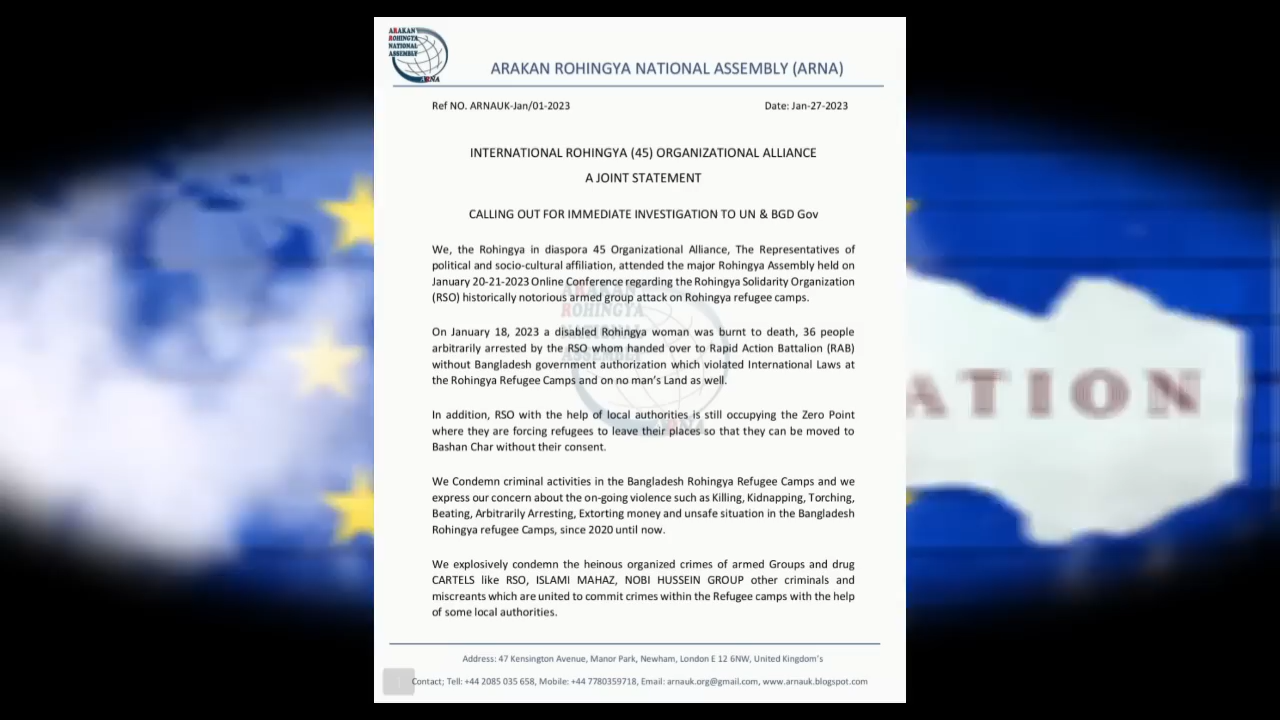 ARAKAN
ROHINGYA
NATIONAL
ASSEMBLY
ARNA
ARAKAN ROHINGYA NATIONAL ASSEMBLY (ARNA)
Ref NO. ARNAUK-Jan/01-2023 Date: Jan-27-2023
INTERNATIONAL ROHINGYA (45) ORGANIZATIONAL ALLIANCE
A JOINT STATEMENT
CALLING OUT FOR IMMEDIATE INVESTIGATION TO UN & BGD Gov
We, the Rohingya in diaspora 45 Organizational Alliance, The Representatives of
political and socio-cultural affiliation, attended the major Rohingya Assembly held on
January 20-21-2023 Online Conference regarding the Rohingya Solidarity Organization
(RSO) historically notorious armed group attack on Rohingya refugee camps.
On January 18, 2023 a disabled Rohingya woman was burnt to death, 36 people
arbitrarily arrested by the RSO whom handed over to Rapid Action Battalion (RAB)
without Bangladesh government authorization which violated International Laws at
the Rohingya Refugee Camps and on no man's Land as well.
In addition, RSO with the help of local authorities is still occupying the Zero Point
where they are forcing refugees to leave their places so that they can be moved to
Bashan Char without their consent.
We Condemn criminal activities in the Bangladesh Rohingya Refugee Camps and we
express our concern about the on-going violence such as Killing, Kidnapping, Torching,
Beating, Arbitrarily Arresting, Extorting money and unsafe situation in the Bangladesh
Rohingya refugee Camps, since 2020 until now.
We explosively condemn the heinous organized crimes of armed Groups and drug
CARTELS like RSO, ISLAMI MAHAZ, NOBI HUSSEIN GROUP other criminals and
miscreants which are united to commit crimes within the Refugee camps with the help
of some local authorities.
Address: 47 Kensington Avenue, Manor Park, Newham, London E 12 6NW, United Kingdom's
Contact; Tell: +44 2085 035 658, Mobile: +44 7780359718, Email: arnauk.org@gmail.com, www.arnauk.blogspot.com
ARAKAN
ROHINGYA
NATIONAL
ASSEMBLY
ARNA
ATION